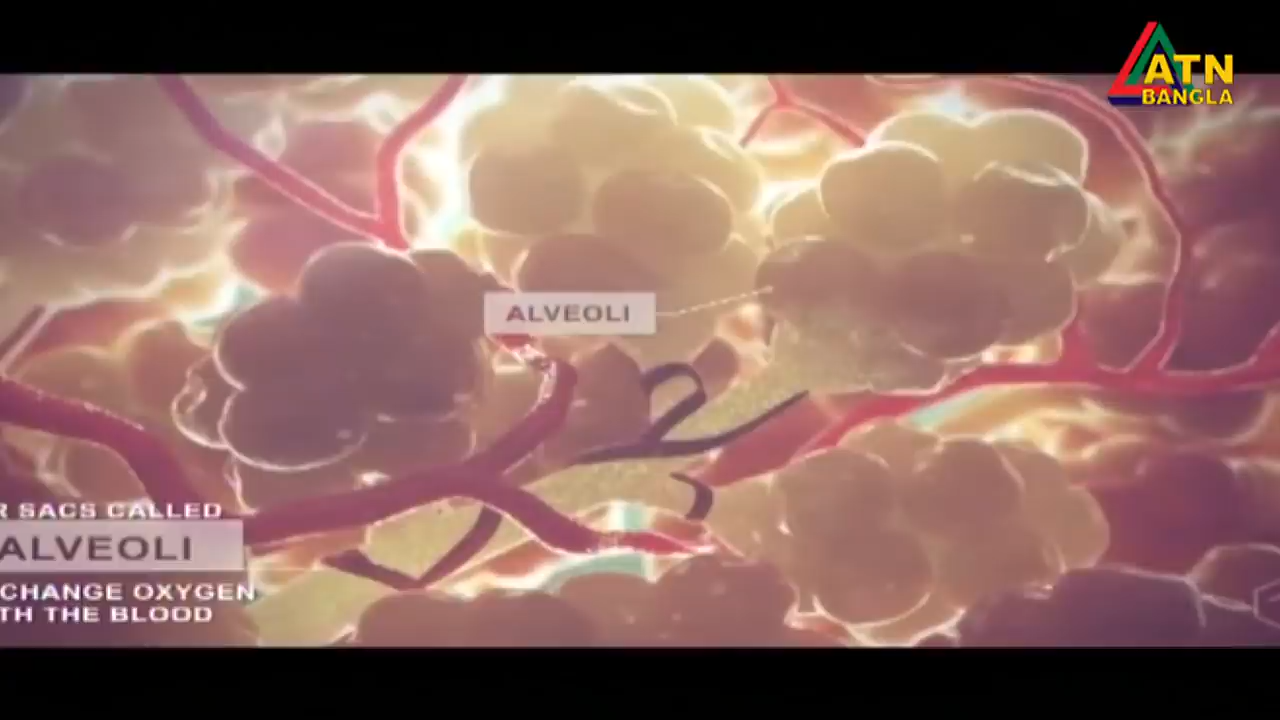 ATN
BANGLA
ALVEOLI
R SACS CALLED
ALVEOLI
CHANGE OXYGEN
TH THE BLOOD